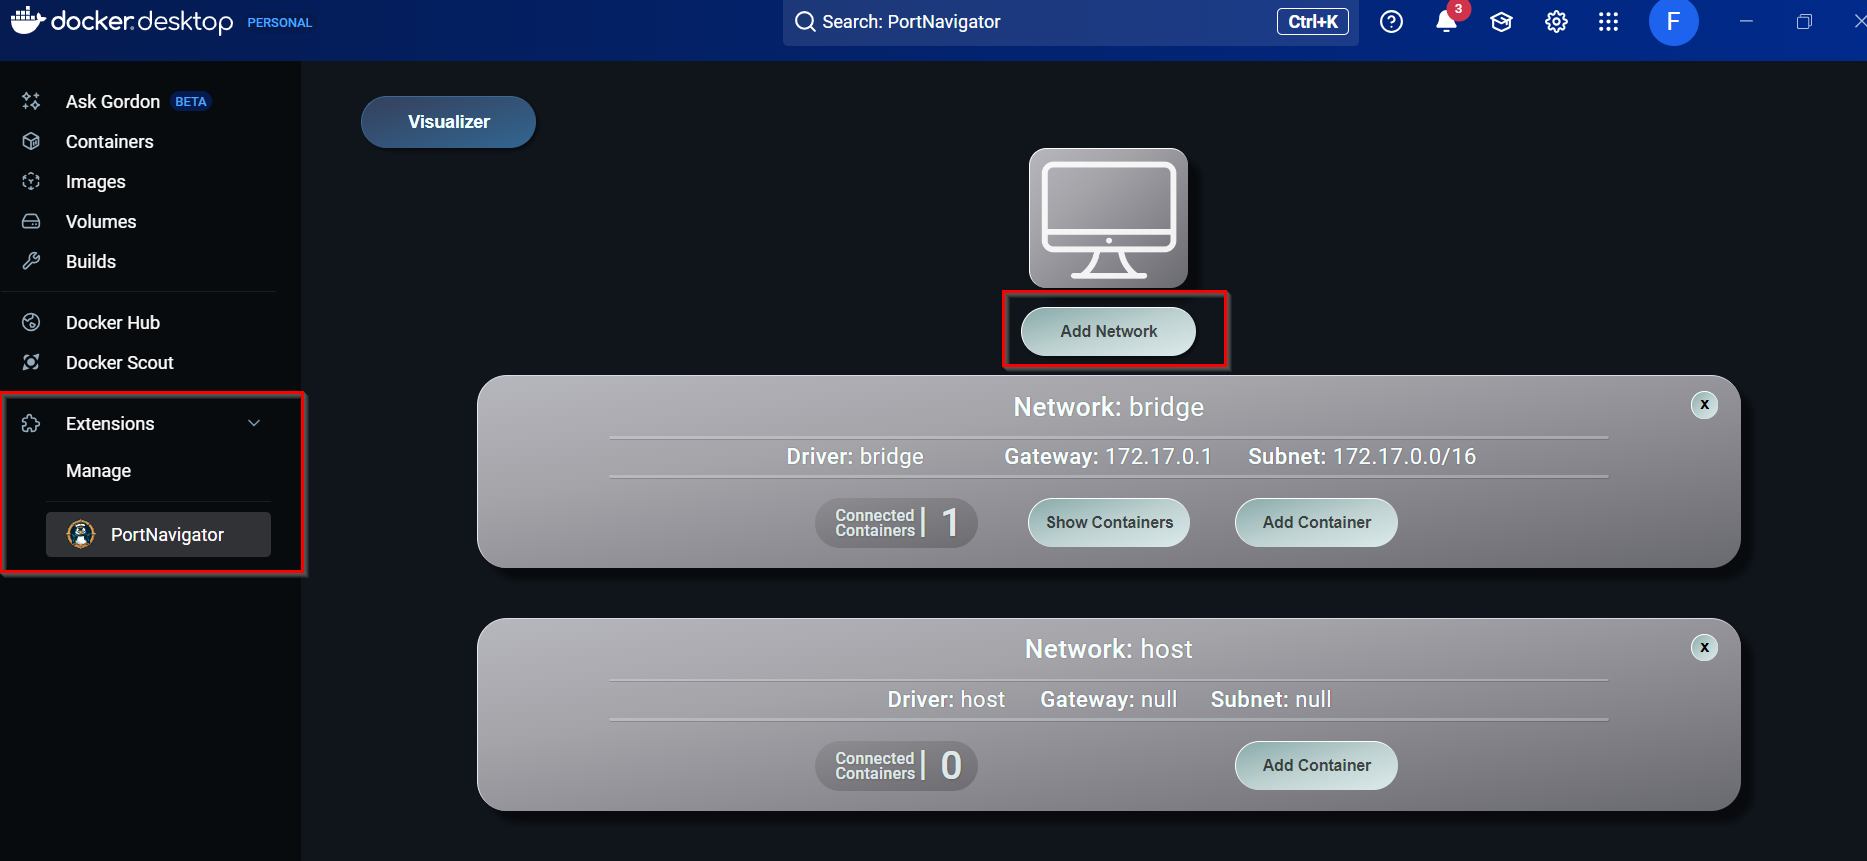 docker.desktop PERSONAL
Search: PortNavigator
Ctrl+K
3
F
Ask Gordon BETA
Containers
Images
Volumes
Builds
Docker Hub
Docker Scout
Extensions
Manage
PortNavigator
Visualizer
Add Network
Network: bridge
x
Driver: bridge Gateway: 172.17.0.1 Subnet: 172.17.0.0/16
Connected
Containers
1
Show Containers
Add Container
Network: host
x
Driver: host Gateway: null Subnet: null
Connected
Containers
0
Add Container